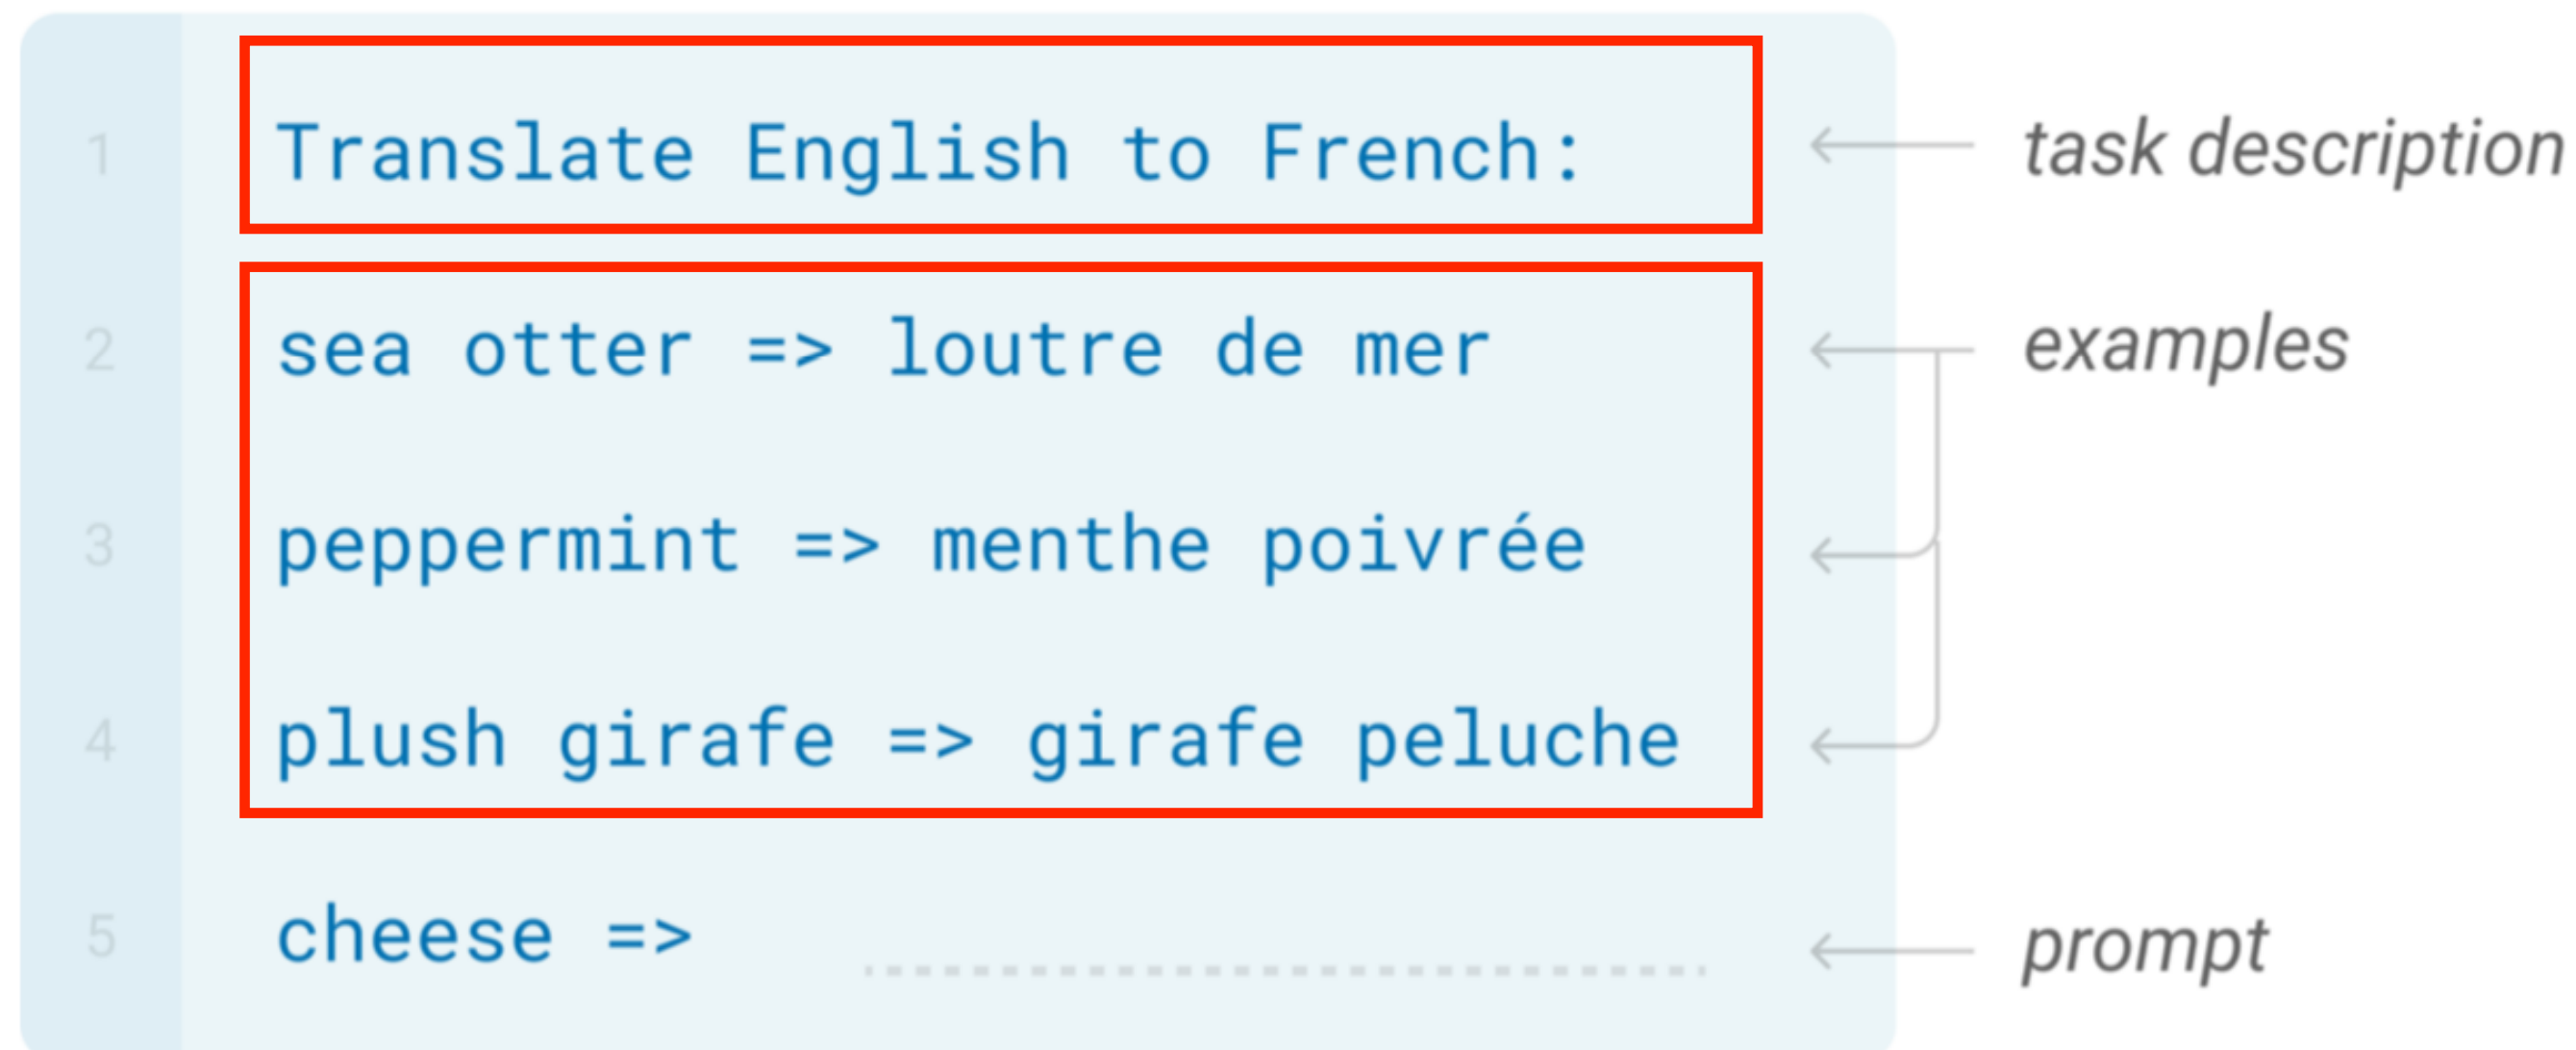 1 Translate English to French: task description
2 sea otter => loutre de mer examples
3 peppermint => menthe poivrée
4 plush girafe => girafe peluche
5 cheese => prompt